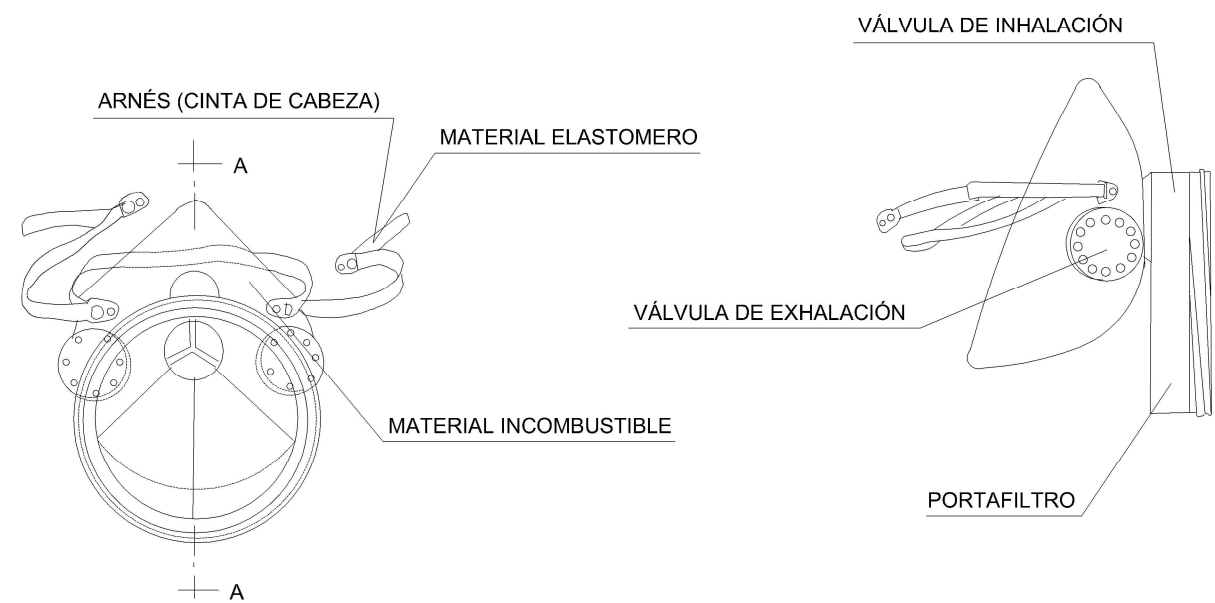 VÁLVULA DE INHALACIÓN
ARNÉS (CINTA DE CABEZA)
MATERIAL ELASTOMERO
A
VÁLVULA DE EXHALACIÓN
MATERIAL INCOMBUSTIBLE
PORTAFILTRO
A